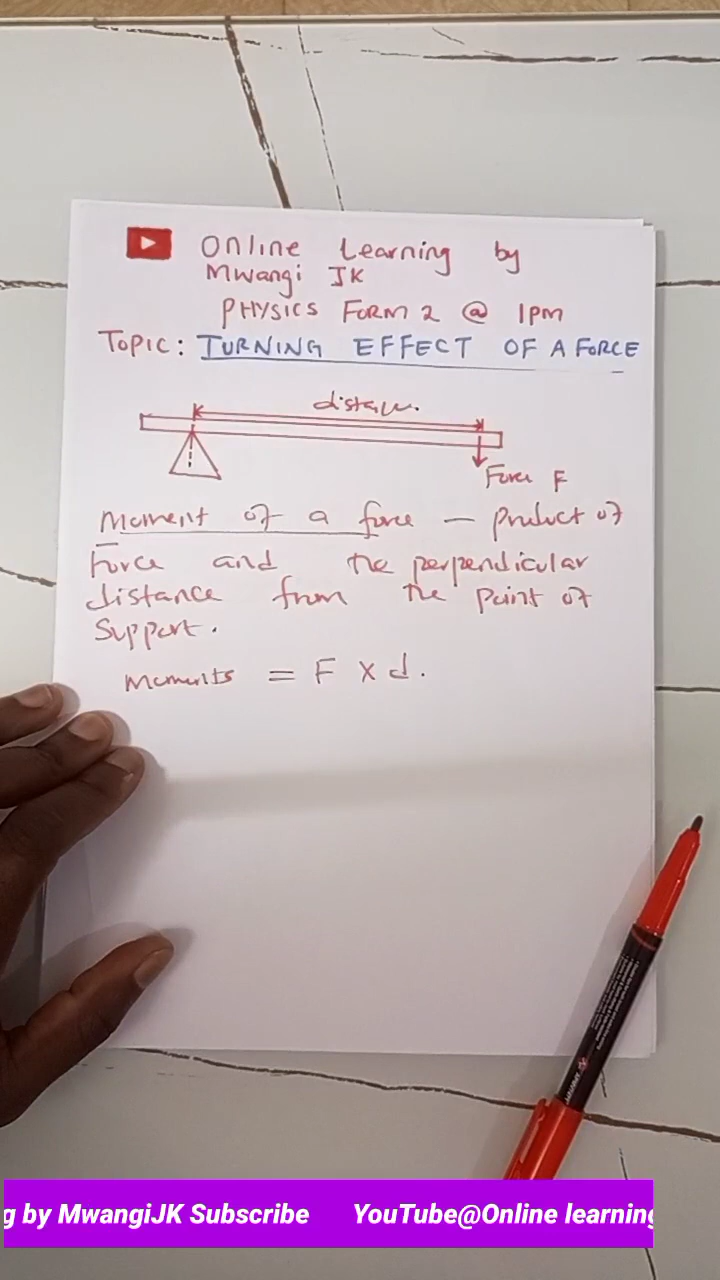 Online Learning by
Mwangi JK
PHYSICS FORM 2 @ 1pm
TOPIC: TURNING EFFECT OF A FORCE
distance.
Force F
Moment of a force — product of
Force and the perpendicular
distance from the point of
support.
Moments = F x d.
g by MwangiJK Subscribe YouTube@Online learning